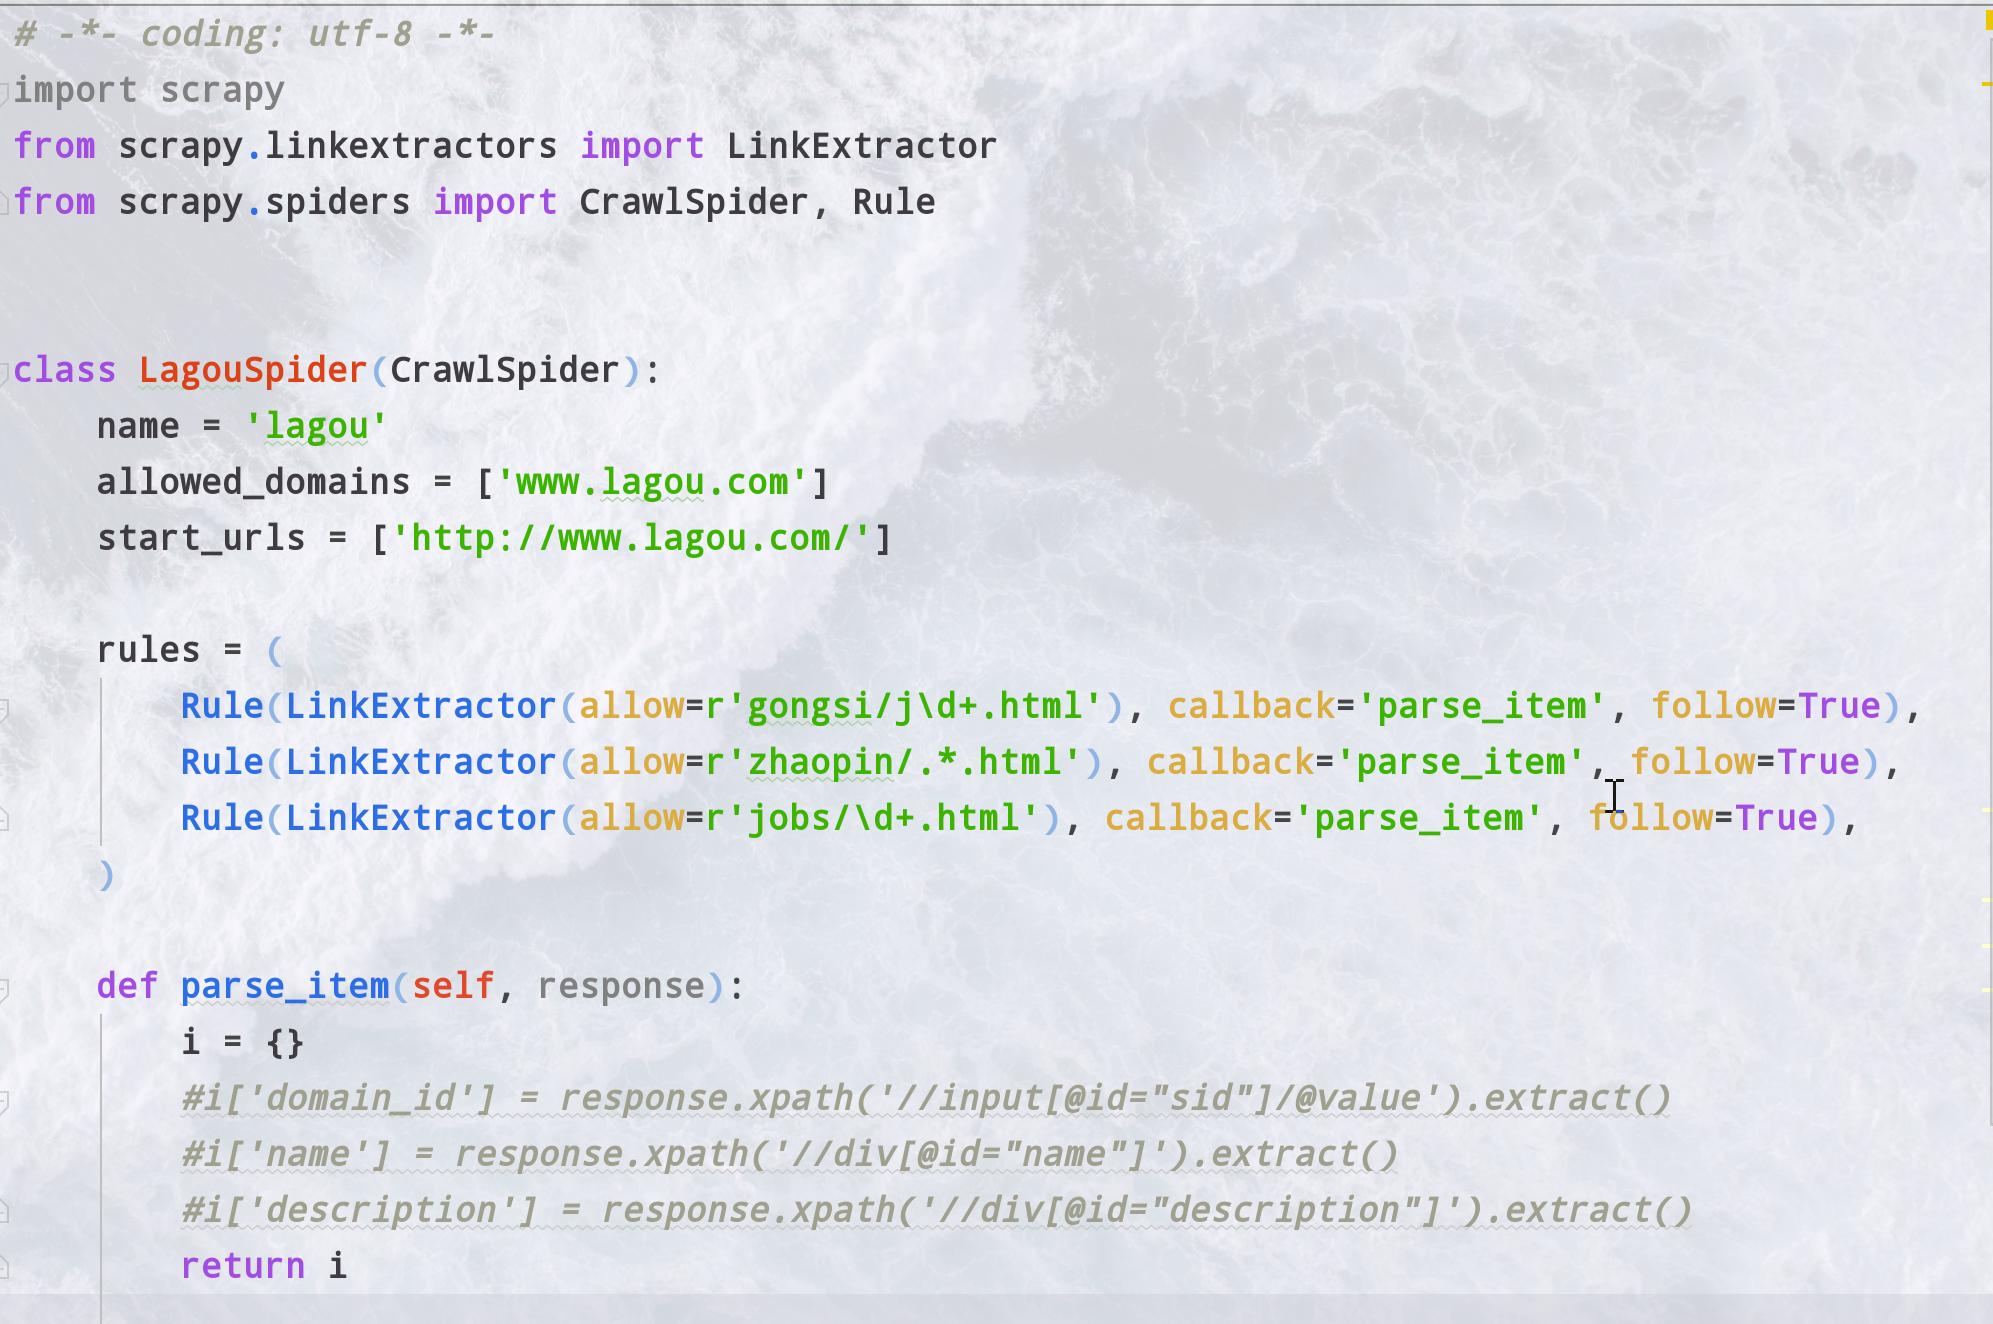 # -*- coding: utf-8 -*-
import scrapy
from scrapy.linkextractors import LinkExtractor
from scrapy.spiders import CrawlSpider, Rule
class LagouSpider(CrawlSpider):
    name = 'lagou'
    allowed_domains = ['www.lagou.com']
    start_urls = ['http://www.lagou.com/']
    rules = (
        Rule(LinkExtractor(allow=r'gongsi/j\d+.html'), callback='parse_item', follow=True),
        Rule(LinkExtractor(allow=r'zhaopin/.*.html'), callback='parse_item', follow=True),
        Rule(LinkExtractor(allow=r'jobs/\d+.html'), callback='parse_item', follow=True),
    )
    def parse_item(self, response):
        i = {}
        #i['domain_id'] = response.xpath('//input[@id="sid"]/@value').extract()
        #i['name'] = response.xpath('//div[@id="name"]').extract()
        #i['description'] = response.xpath('//div[@id="description"]').extract()
        return i